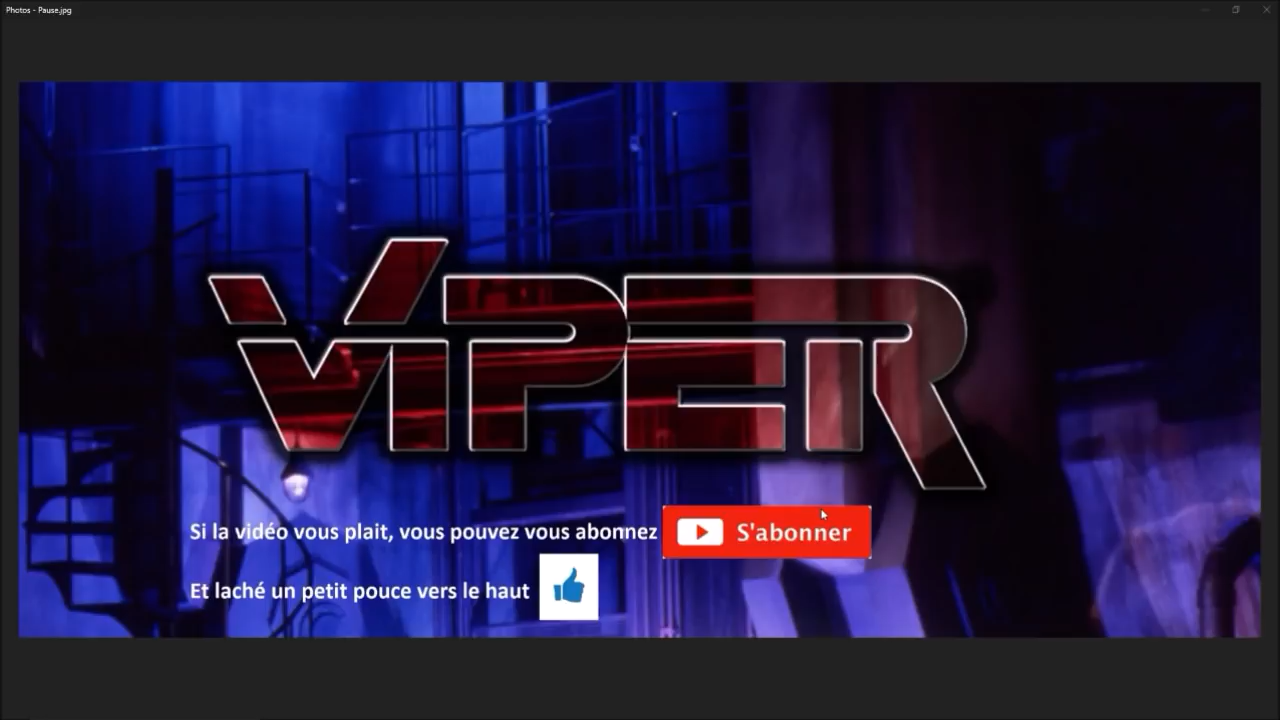 Photos - Pause.jpg
VIPER
Si la vidéo vous plait, vous pouvez vous abonnez
S'abonner
Et laché un petit pouce vers le haut